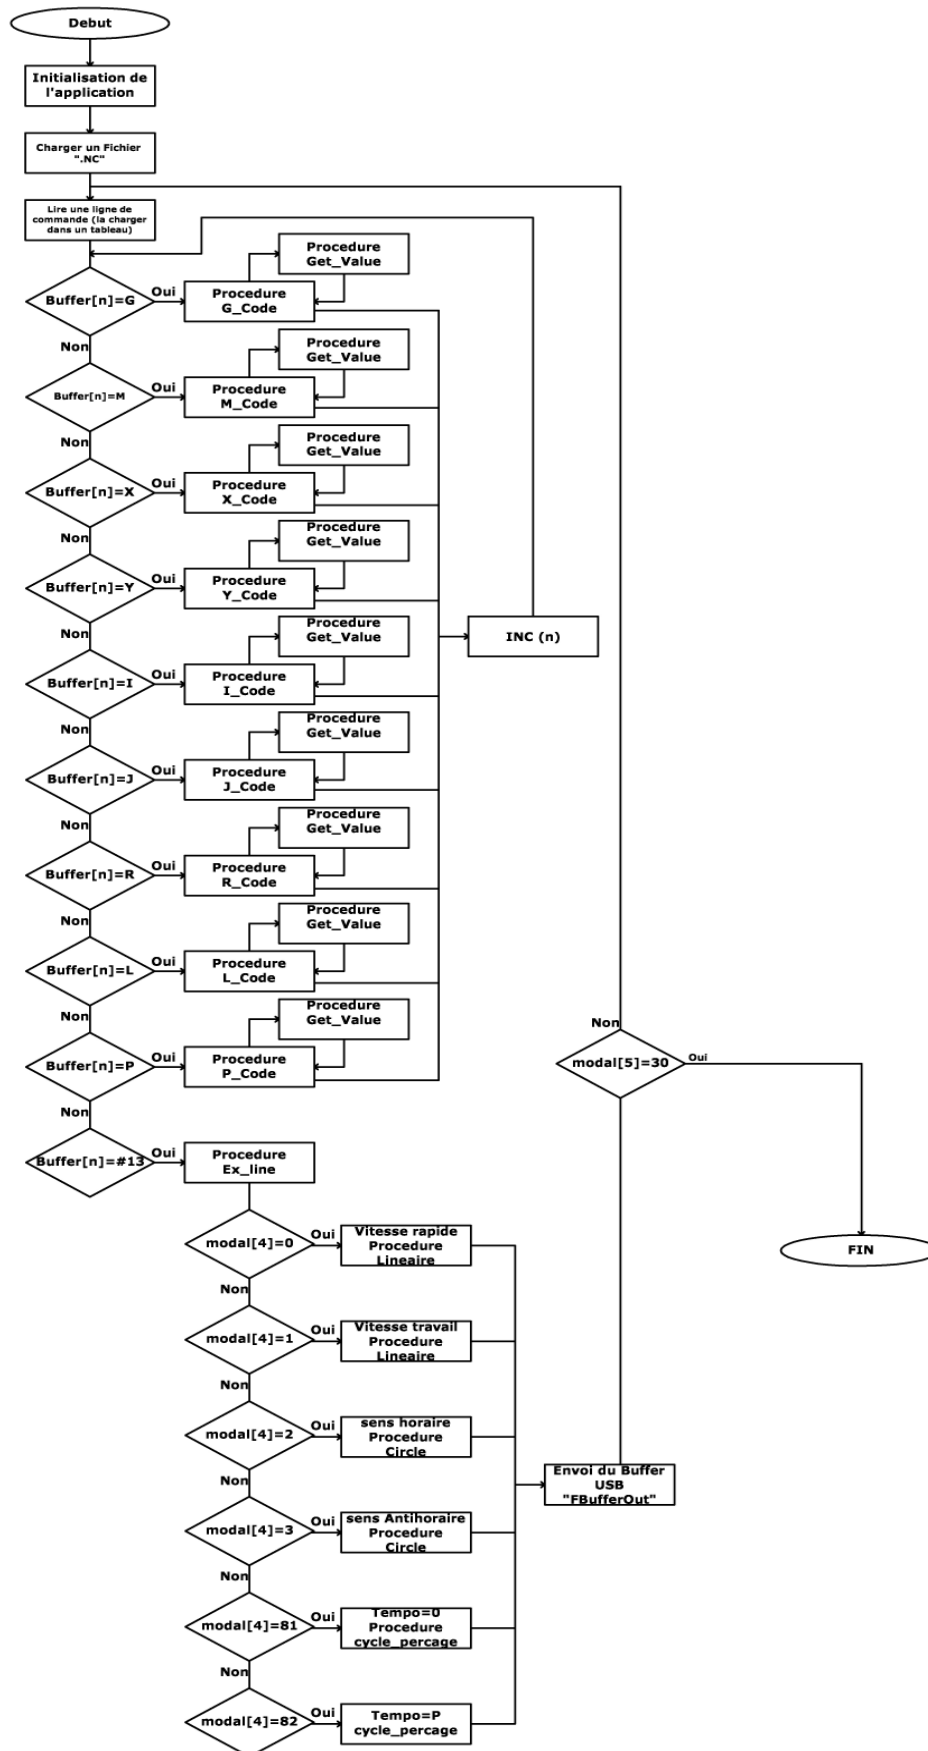 Debut
Initialisation de
l'application
Charger un Fichier
".NC"
Lire une ligne de
commande (la charger
dans un tableau)
Procedure
Get_Value
Buffer[n]=G
Oui
Procedure
G_Code
Non
Procedure
Get_Value
Buffer[n]=M
Oui
Procedure
M_Code
Non
Procedure
Get_Value
Buffer[n]=X
Oui
Procedure
X_Code
Non
Procedure
Get_Value
Buffer[n]=Y
Oui
Procedure
Y_Code
Non
Procedure
Get_Value
INC (n)
Buffer[n]=I
Oui
Procedure
I_Code
Non
Procedure
Get_Value
Buffer[n]=J
Oui
Procedure
J_Code
Non
Procedure
Get_Value
Buffer[n]=R
Oui
Procedure
R_Code
Non
Procedure
Get_Value
Buffer[n]=L
Oui
Procedure
L_Code
Non
Procedure
Get_Value
Buffer[n]=P
Oui
Procedure
P_Code
Non
Non
modal[5]=30
Oui
Buffer[n]=#13
Oui
Procedure
Ex_line
modal[4]=0
Oui
Vitesse rapide
Procedure
Lineaire
FIN
Non
modal[4]=1
Oui
Vitesse travail
Procedure
Lineaire
Non
modal[4]=2
Oui
sens horaire
Procedure
Circle
Non
Envoi du Buffer
USB
"FBufferOut"
modal[4]=3
Oui
sens Antihoraire
Procedure
Circle
Non
modal[4]=81
Oui
Tempo=0
Procedure
cycle_percage
Non
modal[4]=82
Oui
Tempo=P
cycle_percage